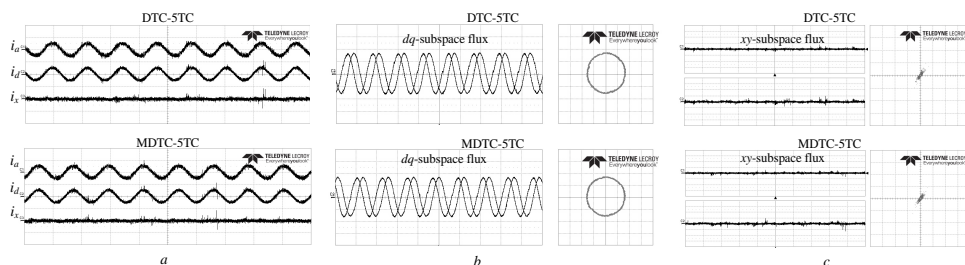 DTC-5TC
TELEDYNE LECROY
Everywhereyoulook
i_a
i_d
i_x
MDTC-5TC
TELEDYNE LECROY
Everywhereyoulook
i_a
i_d
i_x
a
DTC-5TC
dq-subspace flux
TELEDYNE LECROY
Everywhereyoulook
MDTC-5TC
dq-subspace flux
TELEDYNE LECROY
Everywhereyoulook
b
DTC-5TC
xy-subspace flux
TELEDYNE LECROY
Everywhereyoulook
MDTC-5TC
xy-subspace flux
TELEDYNE LECROY
Everywhereyoulook
c